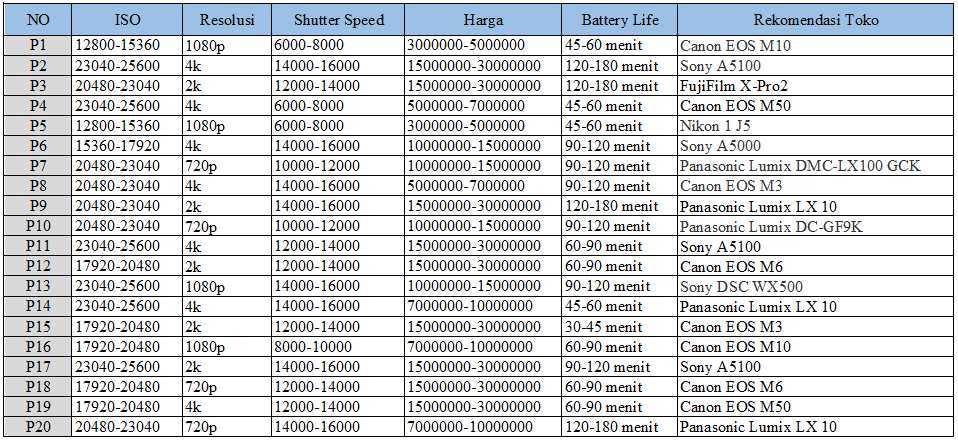 NO ISO Resolusi Shutter Speed Harga Battery Life Rekomendasi Toko
P1 12800-15360 1080p 6000-8000 3000000-5000000 45-60 menit Canon EOS M10
P2 23040-25600 4k 14000-16000 15000000-30000000 120-180 menit Sony A5100
P3 20480-23040 2k 12000-14000 15000000-30000000 120-180 menit FujiFilm X-Pro2
P4 23040-25600 4k 6000-8000 5000000-7000000 45-60 menit Canon EOS M50
P5 12800-15360 1080p 6000-8000 3000000-5000000 45-60 menit Nikon 1 J5
P6 15360-17920 4k 14000-16000 10000000-15000000 90-120 menit Sony A5000
P7 20480-23040 720p 10000-12000 10000000-15000000 90-120 menit Panasonic Lumix DMC-LX100 GCK
P8 20480-23040 4k 14000-16000 5000000-7000000 90-120 menit Canon EOS M3
P9 20480-23040 2k 14000-16000 15000000-30000000 120-180 menit Panasonic Lumix LX 10
P10 20480-23040 720p 10000-12000 10000000-15000000 90-120 menit Panasonic Lumix DC-GF9K
P11 23040-25600 4k 12000-14000 15000000-30000000 60-90 menit Sony A5100
P12 17920-20480 2k 12000-14000 15000000-30000000 60-90 menit Canon EOS M6
P13 23040-25600 1080p 14000-16000 10000000-15000000 90-120 menit Sony DSC WX500
P14 23040-25600 4k 14000-16000 7000000-10000000 45-60 menit Panasonic Lumix LX 10
P15 17920-20480 2k 12000-14000 15000000-30000000 30-45 menit Canon EOS M3
P16 17920-20480 1080p 8000-10000 7000000-10000000 60-90 menit Canon EOS M10
P17 23040-25600 2k 14000-16000 15000000-30000000 90-120 menit Sony A5100
P18 17920-20480 720p 12000-14000 15000000-30000000 60-90 menit Canon EOS M6
P19 17920-20480 4k 12000-14000 15000000-30000000 60-90 menit Canon EOS M50
P20 20480-23040 720p 14000-16000 15000000-30000000 120-180 menit Panasonic Lumix LX 10